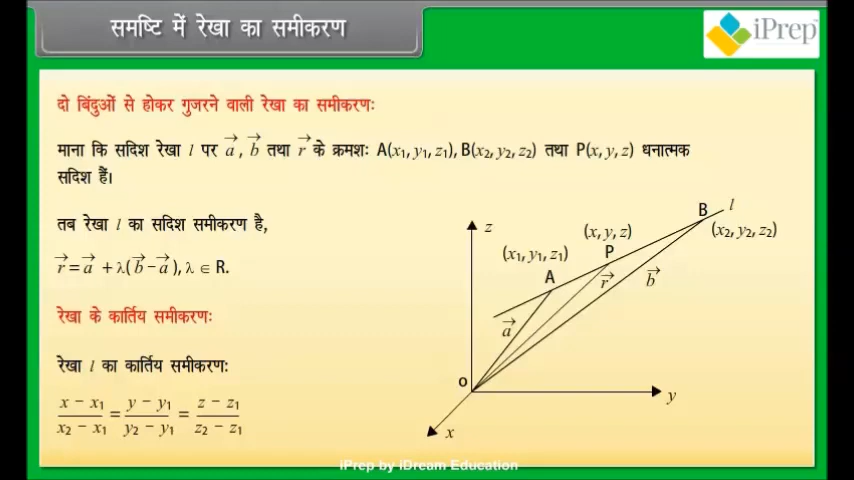 समष्टि में रेखा का समीकरण
iPrep
दो बिंदुओं से होकर गुजरने वाली रेखा का समीकरणः
माना कि सदिश रेखा l पर a⃗, b⃗ तथा r⃗ के क्रमशः A(x₁, y₁, z₁), B(x₂, y₂, z₂) तथा P(x, y, z) धनात्मक
सदिश हैं।
तब रेखा l का सदिश समीकरण है,
r⃗ = a⃗ + λ(b⃗ − a⃗), λ ∈ R.
रेखा के कार्तिय समीकरणः
रेखा l का कार्तिय समीकरणः
(x − x₁)/(x₂ − x₁) = (y − y₁)/(y₂ − y₁) = (z − z₁)/(z₂ − z₁)
z
B l
(x, y, z) (x₂, y₂, z₂)
(x₁, y₁, z₁) P
A r⃗ b⃗
a⃗
O
y
x
iPrep by iDream Education